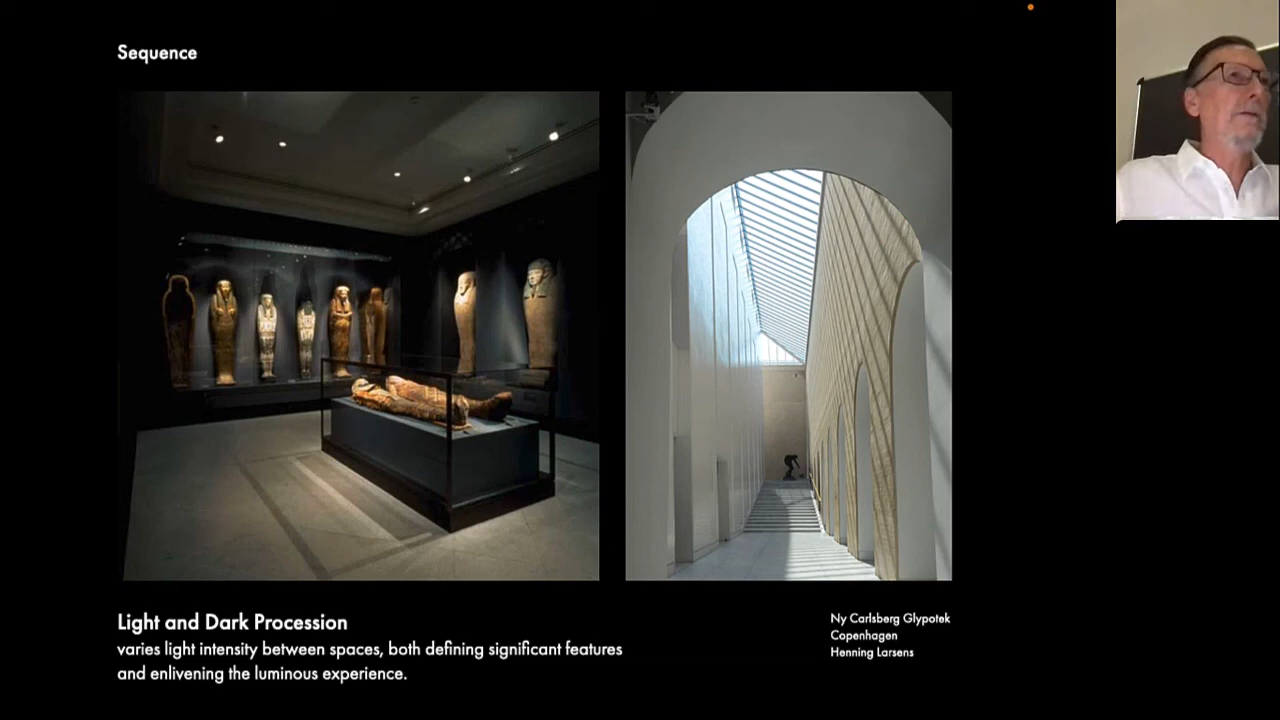 Sequence
Light and Dark Procession
varies light intensity between spaces, both defining significant features
and enlivening the luminous experience.
Ny Carlsberg Glypotek
Copenhagen
Henning Larsens